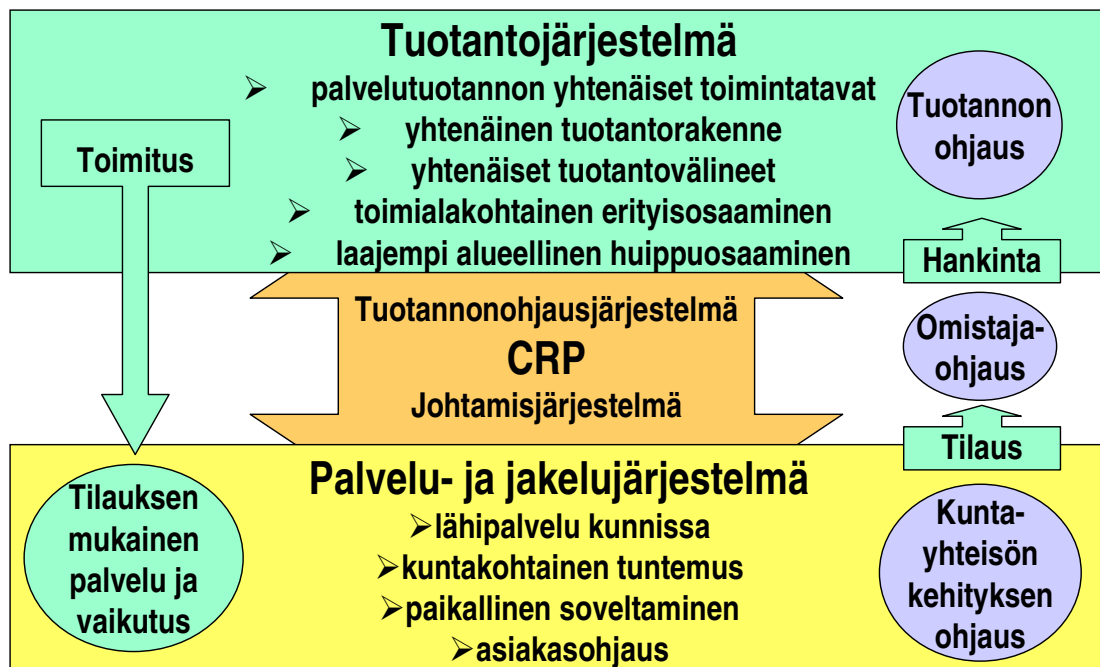 Tuotantojärjestelmä
➢ palvelutuotannon yhtenäiset toimintatavat
➢ yhtenäinen tuotantorakenne
➢ yhtenäiset tuotantovälineet
➢ toimialakohtainen erityisosaaminen
➢ laajempi alueellinen huippuosaaminen
Toimitus
Tuotannon
ohjaus
Hankinta
Tuotannonohjausjärjestelmä
CRP
Johtamisjärjestelmä
Omistaja-
ohjaus
Tilaus
Palvelu- ja jakelujärjestelmä
➢lähipalvelu kunnissa
➢kuntakohtainen tuntemus
➢paikallinen soveltaminen
➢asiakasohjaus
Tilauksen
mukainen
palvelu ja
vaikutus
Kunta-
yhteisön
kehityksen
ohjaus